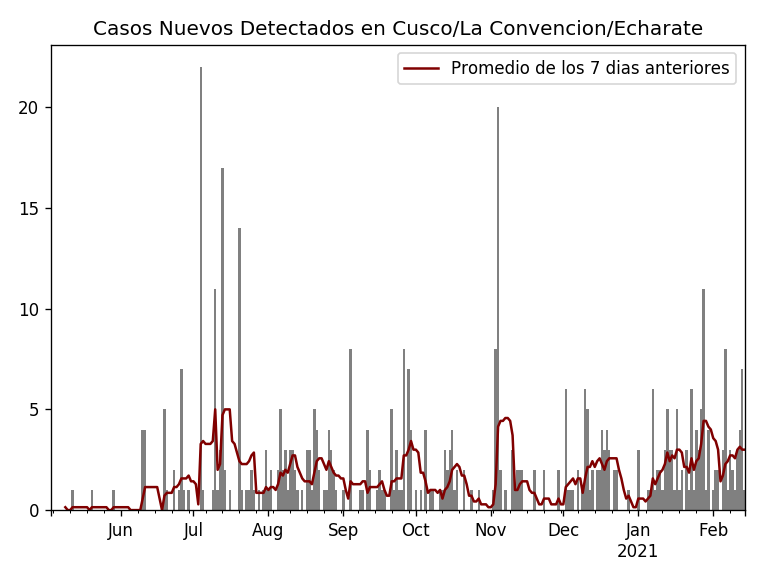 Casos Nuevos Detectados en Cusco/La Convencion/Echarate
Promedio de los 7 dias anteriores
20
15
10
5
0
Jun Jul Aug Sep Oct Nov Dec Jan Feb
2021